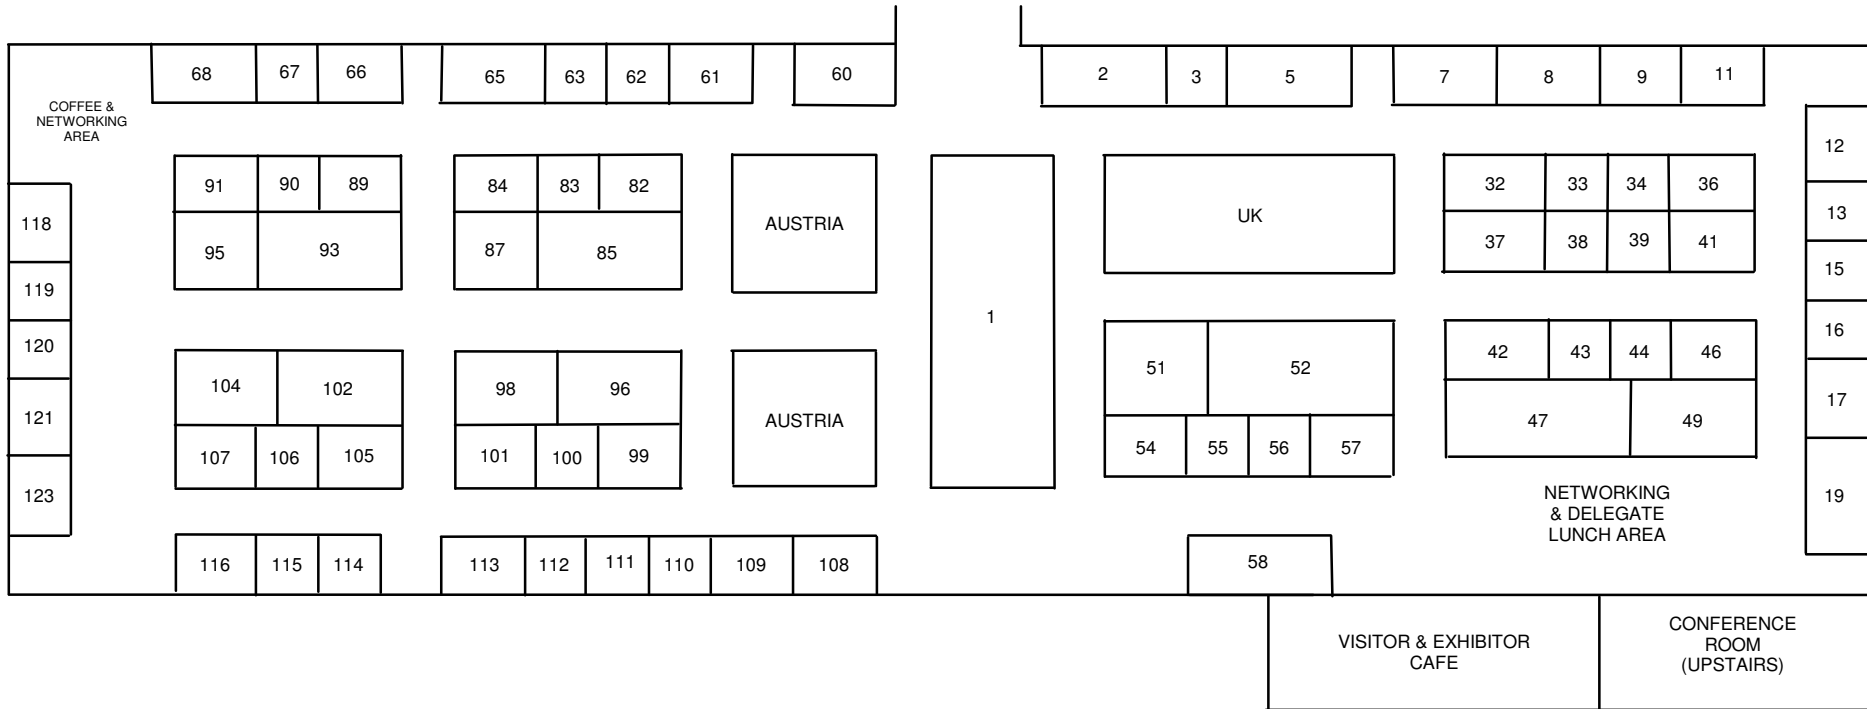 68 67 66 65 63 62 61 60 2 3 5 7 8 9 11
COFFEE &
NETWORKING
AREA
12
91 90 89 84 83 82 32 33 34 36
13
118 AUSTRIA UK
95 93 87 85 37 38 39 41
15
119
1
16
120
51 52 42 43 44 46
104 102 98 96
17
121 AUSTRIA 47 49
107 106 105 101 100 99 54 55 56 57
123 19
NETWORKING
& DELEGATE
LUNCH AREA
116 115 114 113 112 111 110 109 108 58
VISITOR & EXHIBITOR
CAFE
CONFERENCE
ROOM
(UPSTAIRS)